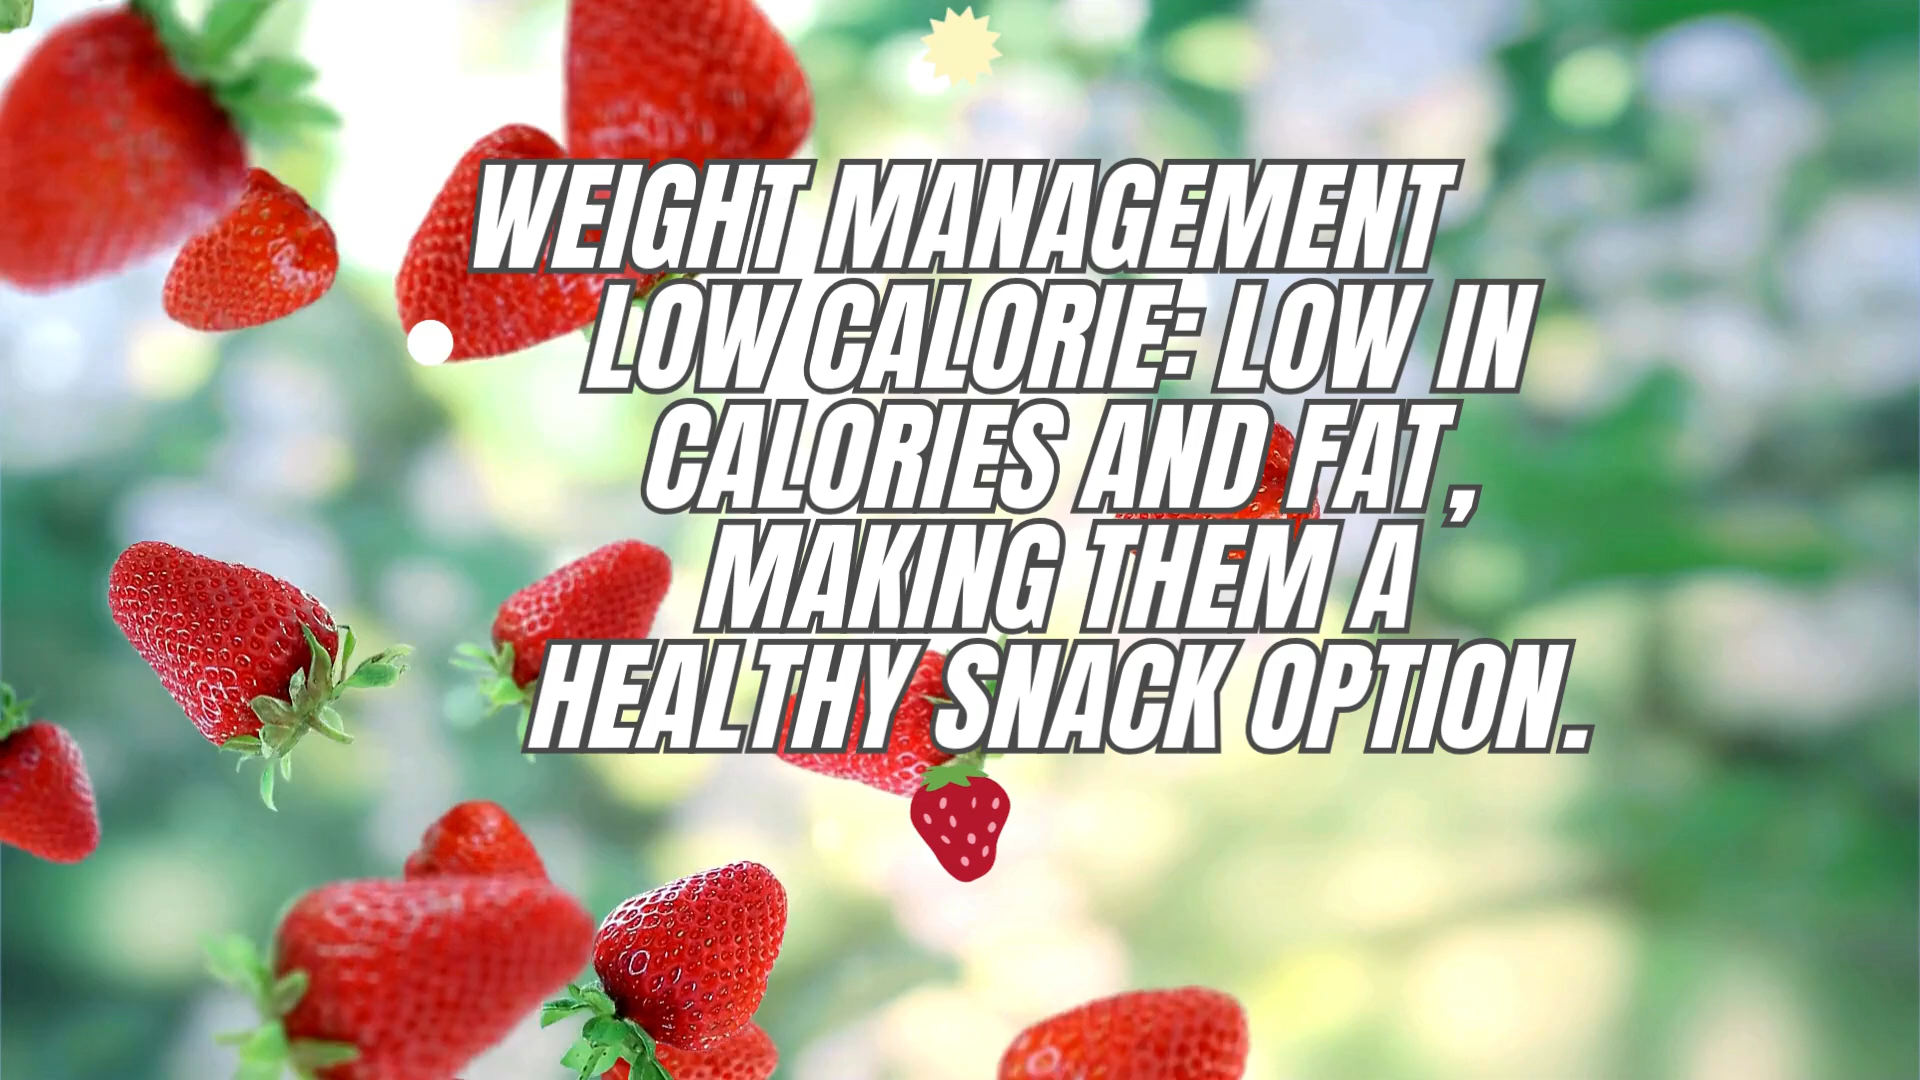 WEIGHT MANAGEMENT
LOW CALORIE: LOW IN
CALORIES AND FAT,
MAKING THEM A
HEALTHY SNACK OPTION.